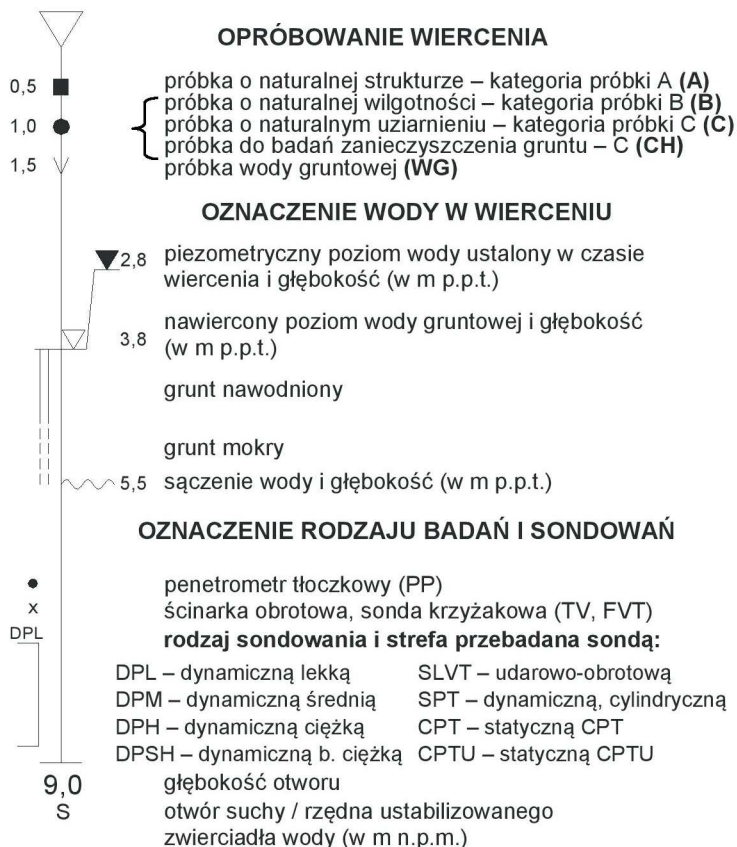 OPRÓBOWANIE WIERCENIA
0,5 próbka o naturalnej strukturze – kategoria próbki A (A)
próbka o naturalnej wilgotności – kategoria próbki B (B)
1,0 próbka o naturalnym uziarnieniu – kategoria próbki C (C)
próbka do badań zanieczyszczenia gruntu – C (CH)
1,5 próbka wody gruntowej (WG)
OZNACZENIE WODY W WIERCENIU
2,8 piezometryczny poziom wody ustalony w czasie
wiercenia i głębokość (w m p.p.t.)
nawiercony poziom wody gruntowej i głębokość
3,8 (w m p.p.t.)
grunt nawodniony
grunt mokry
5,5 sączenie wody i głębokość (w m p.p.t.)
OZNACZENIE RODZAJU BADAŃ I SONDOWAŃ
penetrometr tłoczkowy (PP)
x ścinarka obrotowa, sonda krzyżakowa (TV, FVT)
DPL rodzaj sondowania i strefa przebadana sondą:
DPL – dynamiczną lekką SLVT – udarowo-obrotową
DPM – dynamiczną średnią SPT – dynamiczną, cylindryczną
DPH – dynamiczną ciężką CPT – statyczną CPT
DPSH – dynamiczną b. ciężką CPTU – statyczną CPTU
9,0 głębokość otworu
S otwór suchy / rzędna ustabilizowanego
zwierciadła wody (w m n.p.m.)